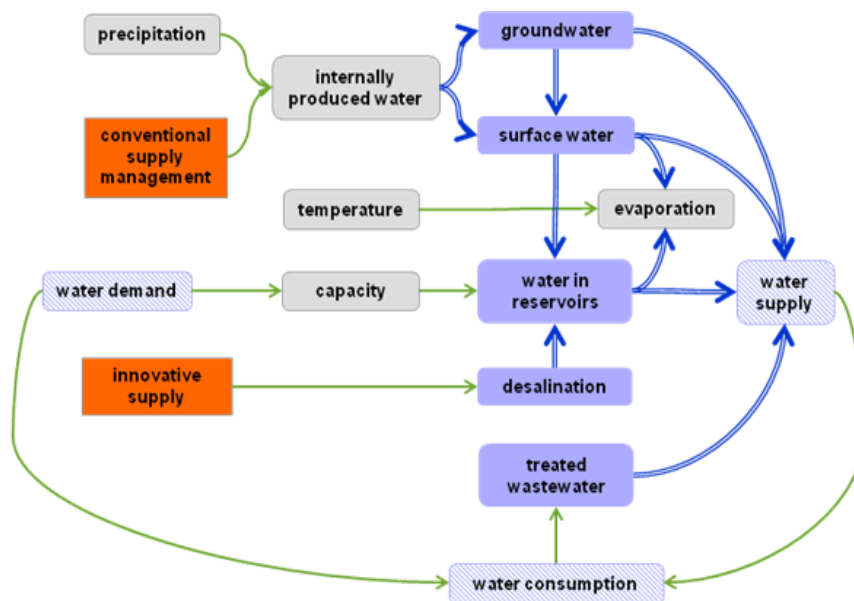 precipitation
groundwater
internally
produced water
conventional
supply
management
surface water
temperature
evaporation
water demand
capacity
water in
reservoirs
water
supply
innovative
supply
desalination
treated
wastewater
water consumption